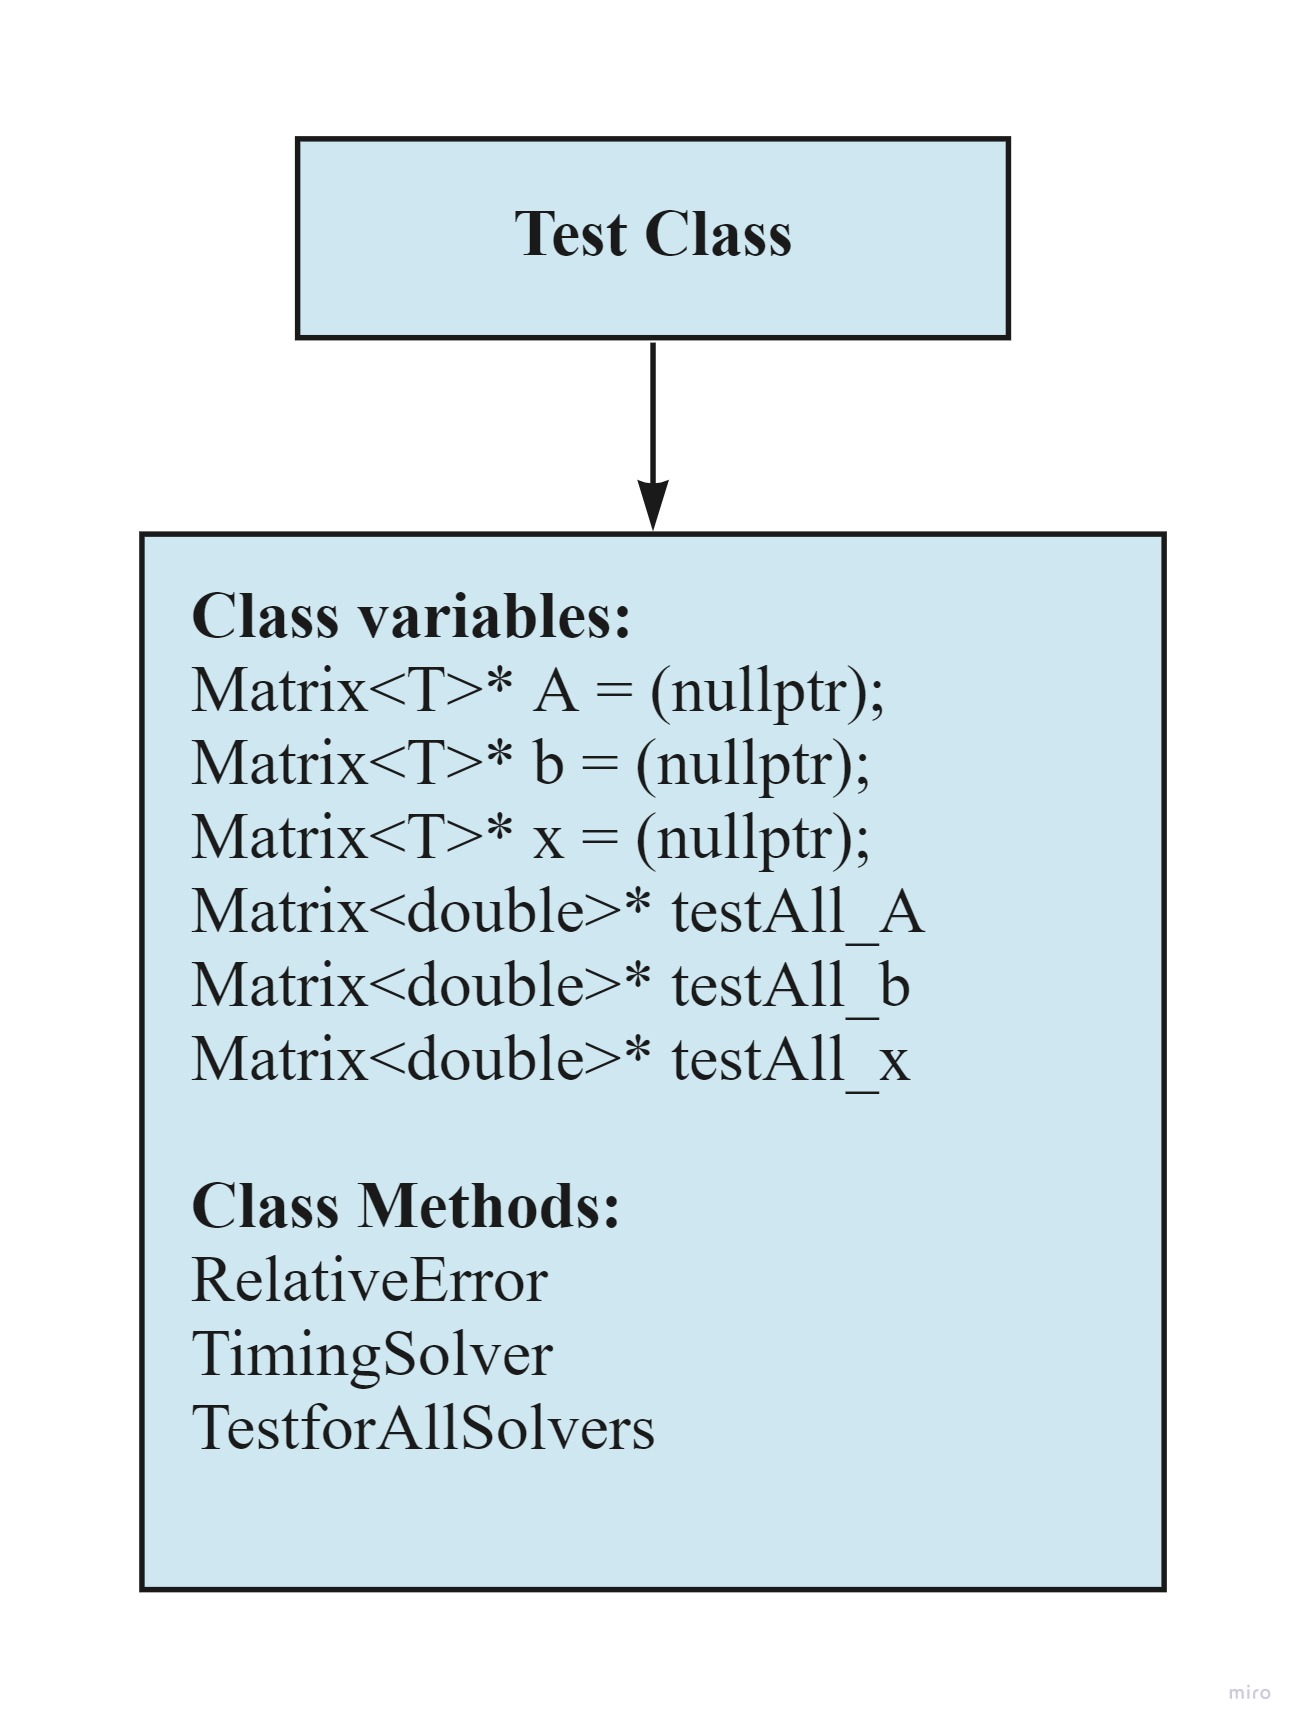 Test Class
Class variables:
Matrix<T>* A = (nullptr);
Matrix<T>* b = (nullptr);
Matrix<T>* x = (nullptr);
Matrix<double>* testAll_A
Matrix<double>* testAll_b
Matrix<double>* testAll_x
Class Methods:
RelativeError
TimingSolver
TestforAllSolvers
miro